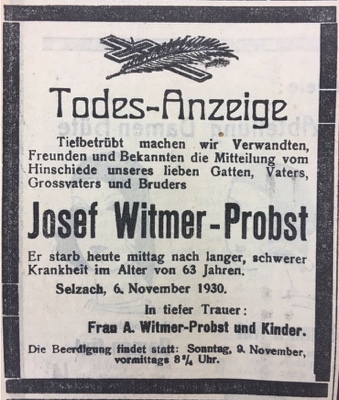 Todes-Anzeige
Tiefbetrübt machen wir Verwandten,
Freunden und Bekannten die Mitteilung vom
Hinschiede unseres lieben Gatten, Vaters,
Grossvaters und Bruders
Josef Witmer-Probst
Er starb heute mittag nach langer, schwerer
Krankheit im Alter von 63 Jahren.
Selzach, 6. November 1930.
In tiefer Trauer:
Frau A. Witmer-Probst und Kinder.
Die Beerdigung findet statt: Sonntag, 9. November,
vormittags 8¾ Uhr.